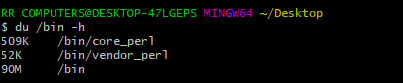 RR COMPUTERS@DESKTOP-47LGEPS MINGW64 ~/Desktop
$ du /bin -h
509K    /bin/core_perl
52K     /bin/vendor_perl
90M     /bin